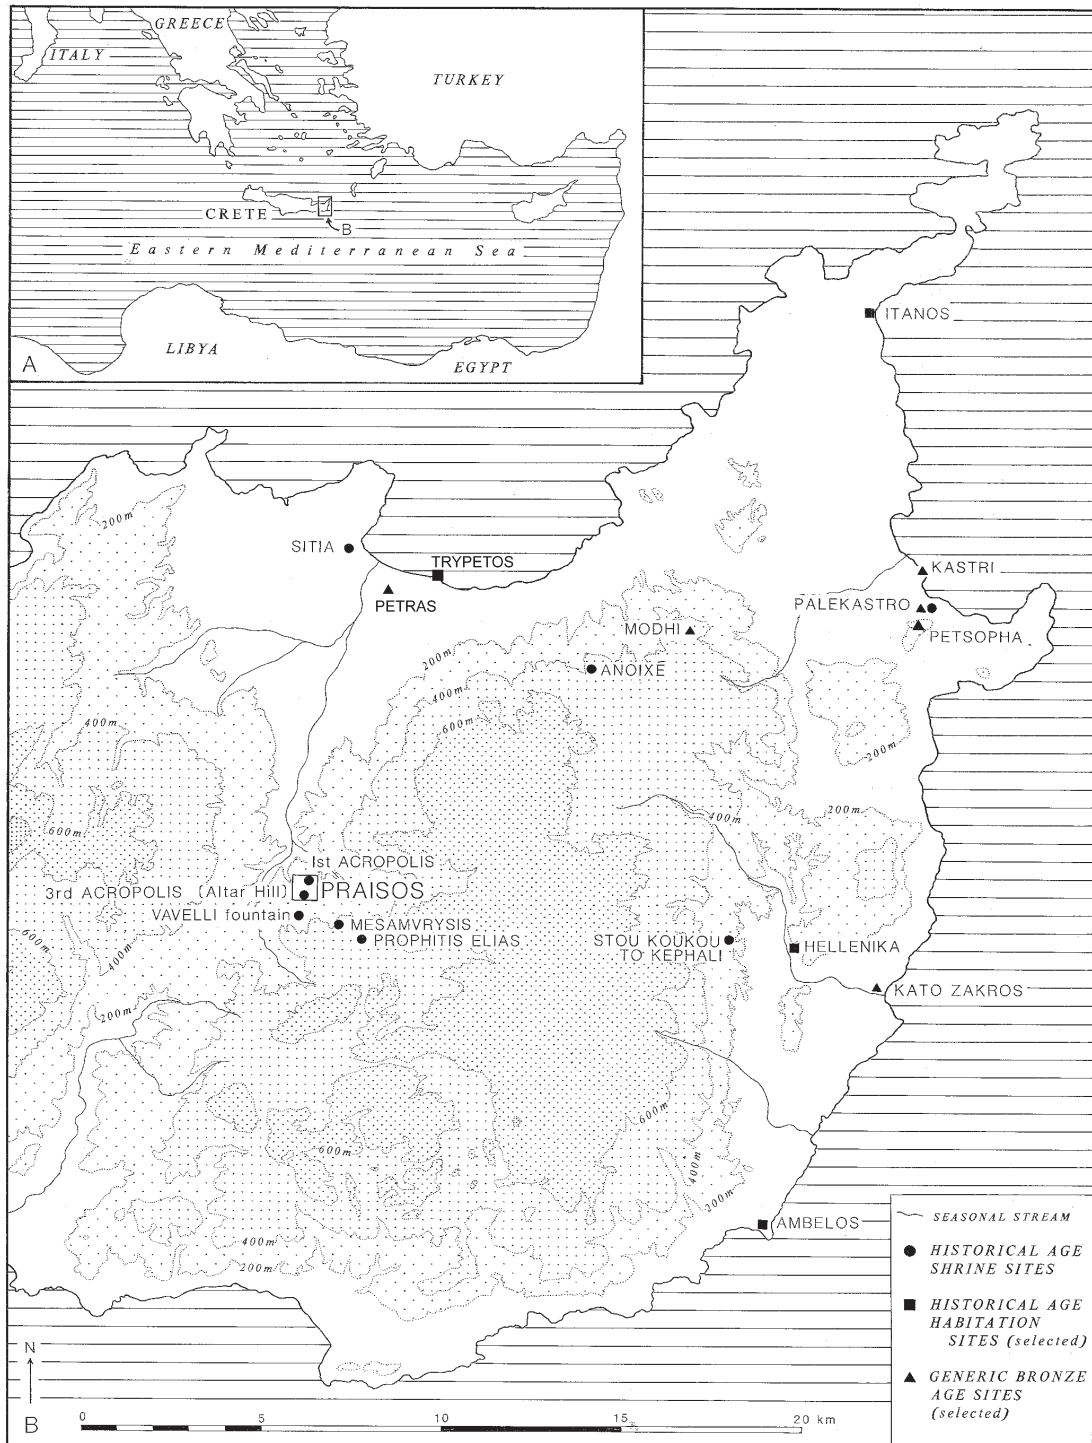 GREECE
ITALY
TURKEY
CRETE
B
Eastern Mediterranean Sea
LIBYA
EGYPT
A
ITANOS
200m
SITIA
TRYPETOS
PETRAS
KASTRI
PALEKASTRO
PETSOPHA
MODHI
ANOIXE
200m
400m
600m
400m
200m
200m
400m
600m
1st ACROPOLIS
3rd ACROPOLIS (Altar Hill)
PRAISOS
VAVELLI fountain
MESAMVRYSIS
PROPHITIS ELIAS
STOU KOUKOU
TO KEPHALI
HELLENIKA
KATO ZAKROS
600m
400m
200m
600m
600m
400m
200m
AMBELOS
400m
200m
SEASONAL STREAM
HISTORICAL AGE
SHRINE SITES
HISTORICAL AGE
HABITATION
SITES (selected)
GENERIC BRONZE
AGE SITES
(selected)
N
B
0 5 10 15 20 km